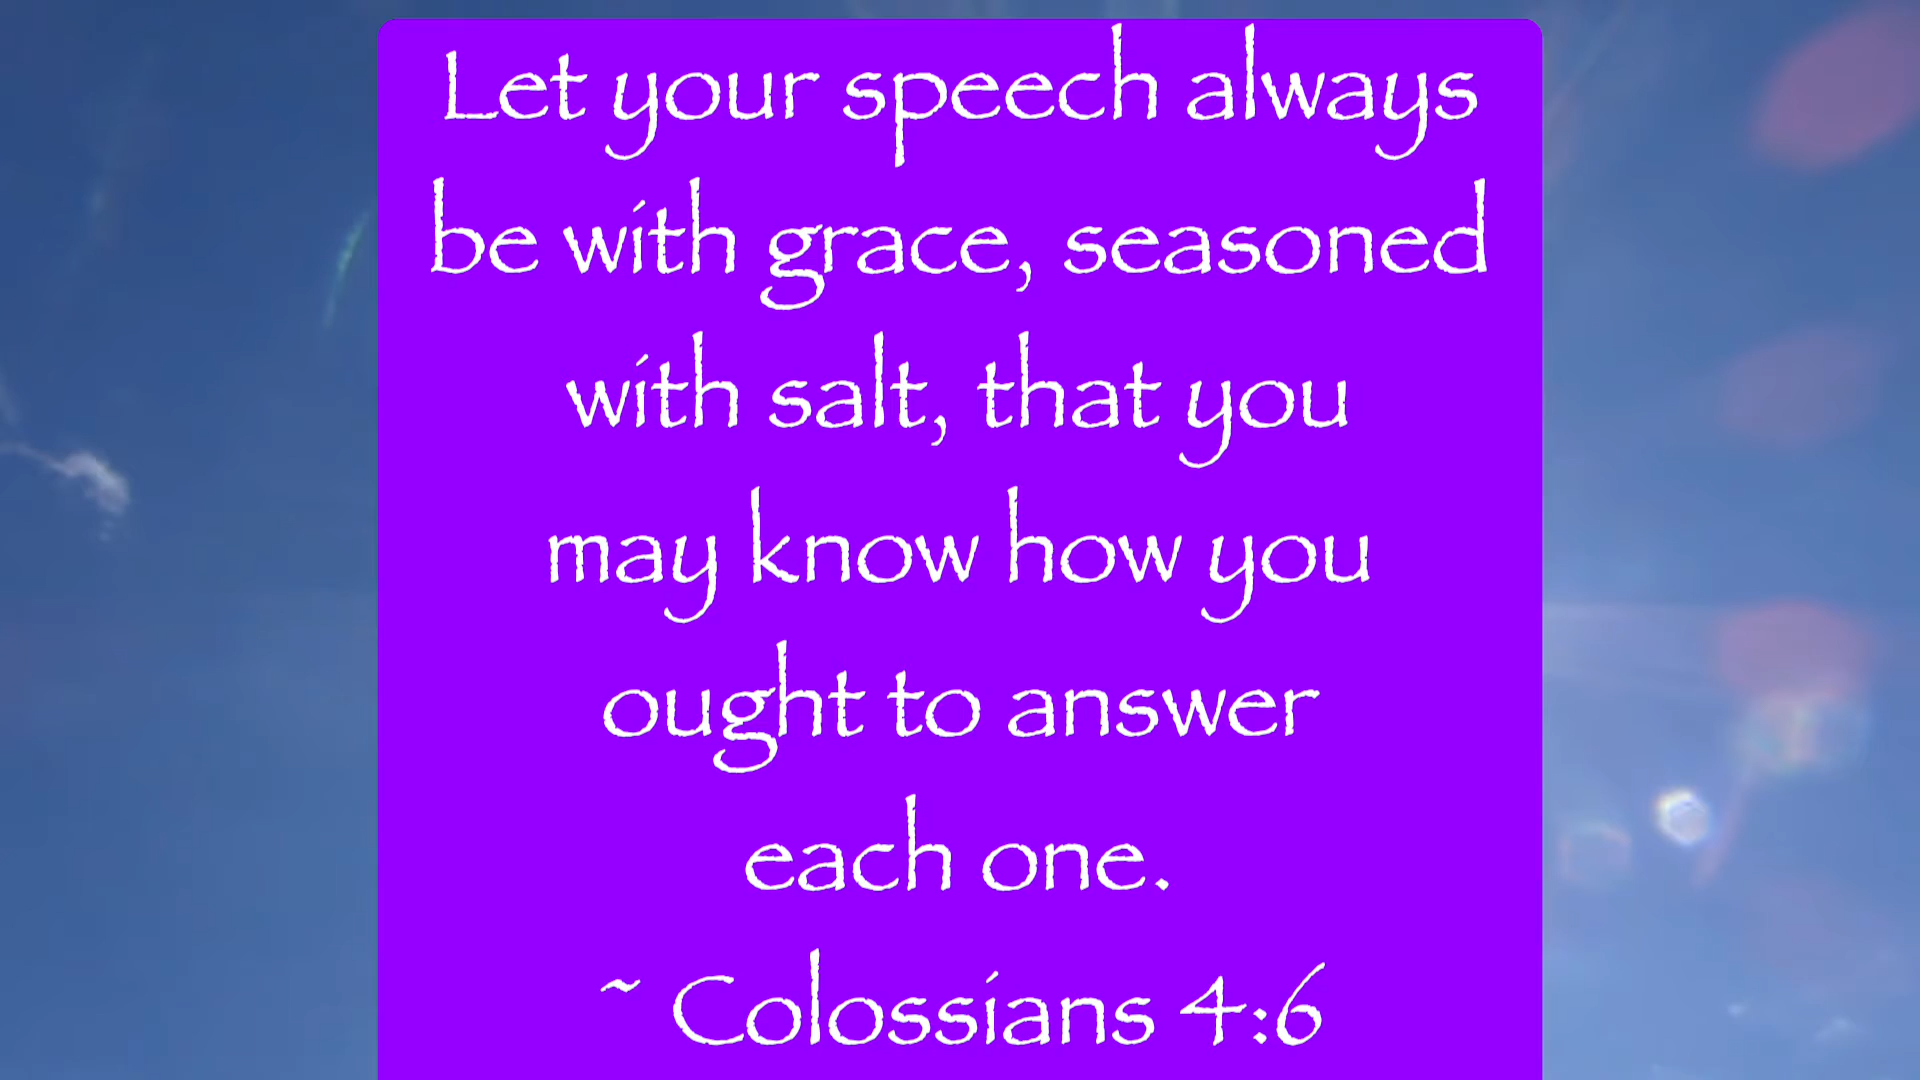 Let your speech always
be with grace, seasoned
with salt, that you
may know how you
ought to answer
each one.
~ Colossians 4:6